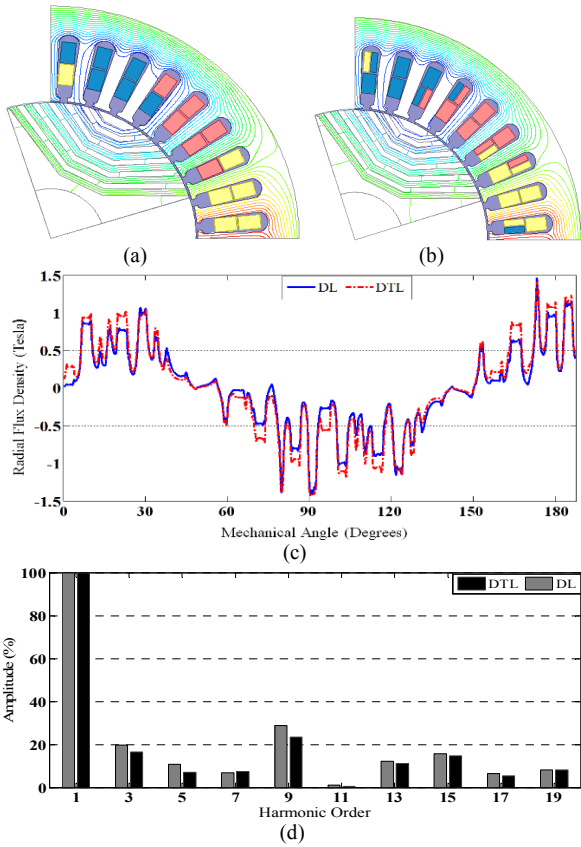 (a) (b)
DL DTL
Radial Flux Density (Tesla)
1.5
1
0.5
0
-0.5
-1
-1.5
0 30 60 90 120 150 180
Mechanical Angle (Degrees)
(c)
DTL DL
Amplitude (%)
100
80
60
40
20
0
1 3 5 7 9 11 13 15 17 19
Harmonic Order
(d)